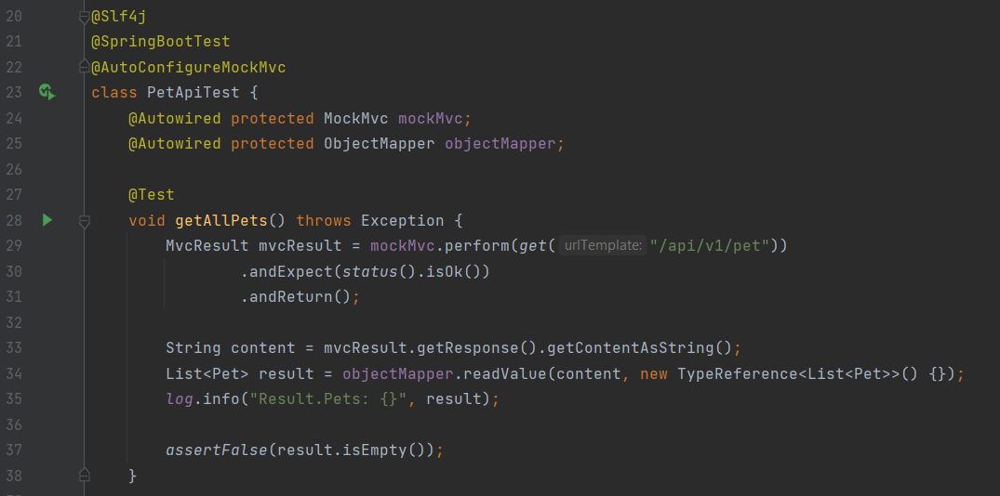 20 @Slf4j
21 @SpringBootTest
22 @AutoConfigureMockMvc
23 class PetApiTest {
24 @Autowired protected MockMvc mockMvc;
25 @Autowired protected ObjectMapper objectMapper;
26
27 @Test
28 void getAllPets() throws Exception {
29 MvcResult mvcResult = mockMvc.perform(get( urlTemplate: "/api/v1/pet"))
30 .andExpect(status().isOk())
31 .andReturn();
32
33 String content = mvcResult.getResponse().getContentAsString();
34 List<Pet> result = objectMapper.readValue(content, new TypeReference<List<Pet>>() {});
35 log.info("Result.Pets: {}", result);
36
37 assertFalse(result.isEmpty());
38 }